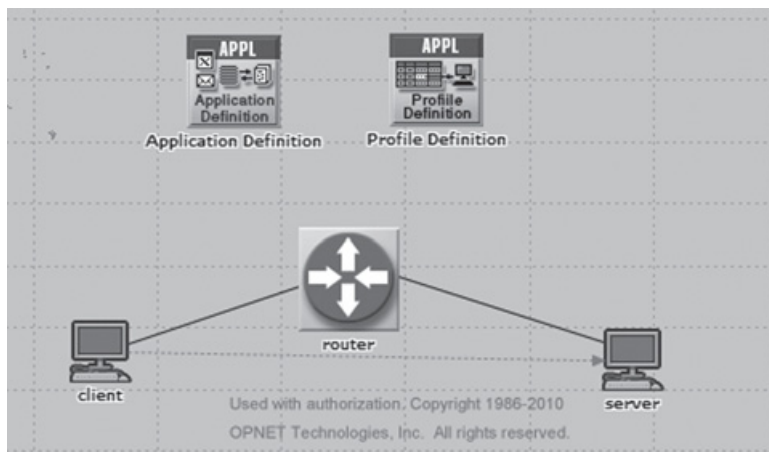 APPL
Application
Definition
Application Definition
APPL
Profiile
Definition
Profile Definition
router
client
server
Used with authorization. Copyright 1986-2010
OPNET Technologies, Inc. All rights reserved.